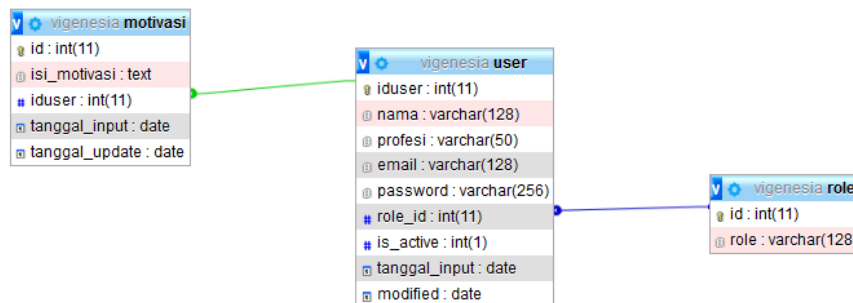 vigenesia motivasi
id : int(11)
isi_motivasi : text
iduser : int(11)
tanggal_input : date
tanggal_update : date
vigenesia user
iduser : int(11)
nama : varchar(128)
profesi : varchar(50)
email : varchar(128)
password : varchar(256)
role_id : int(11)
is_active : int(1)
tanggal_input : date
modified : date
vigenesia role
id : int(11)
role : varchar(128